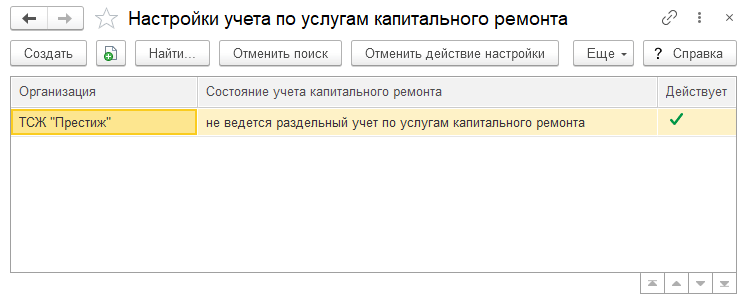 Настройки учета по услугам капитального ремонта
Создать Найти... Отменить поиск Отменить действие настройки Еще ? Справка
Организация Состояние учета капитального ремонта Действует
ТСЖ "Престиж" не ведется раздельный учет по услугам капитального ремонта